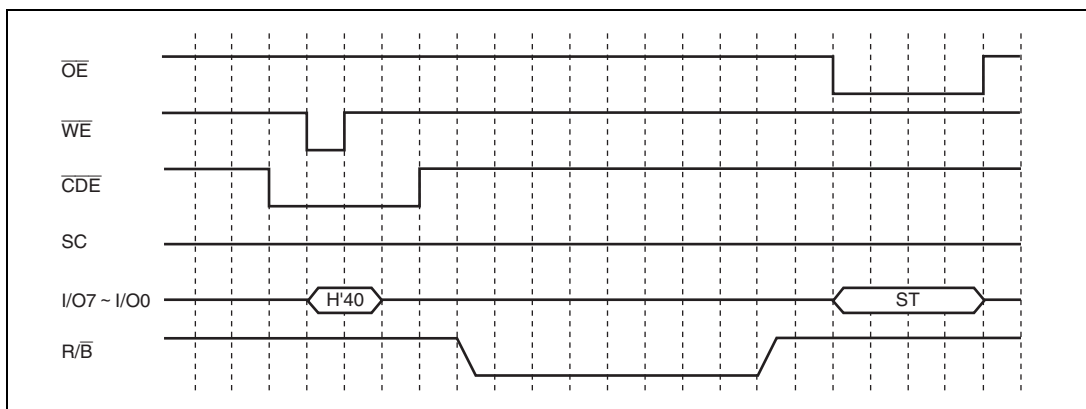 OE
WE
CDE
SC
I/O7 ~ I/O0
H'40
ST
R/B